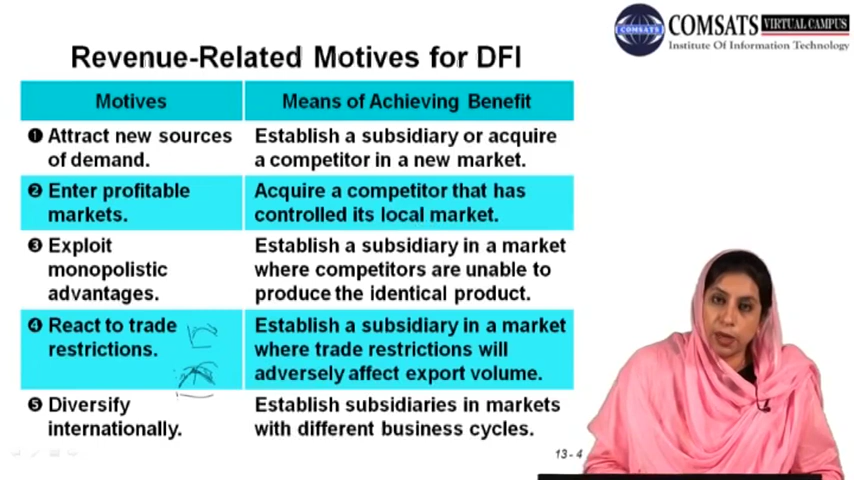 COMSATS
COMSATS VIRTUAL CAMPUS
Institute Of Information Technology
Revenue-Related Motives for DFI
Motives
Means of Achieving Benefit
❶ Attract new sources
of demand.
Establish a subsidiary or acquire
a competitor in a new market.
❷ Enter profitable
markets.
Acquire a competitor that has
controlled its local market.
❸ Exploit
monopolistic
advantages.
Establish a subsidiary in a market
where competitors are unable to
produce the identical product.
❹ React to trade
restrictions.
Establish a subsidiary in a market
where trade restrictions will
adversely affect export volume.
❺ Diversify
internationally.
Establish subsidiaries in markets
with different business cycles.
13 - 4